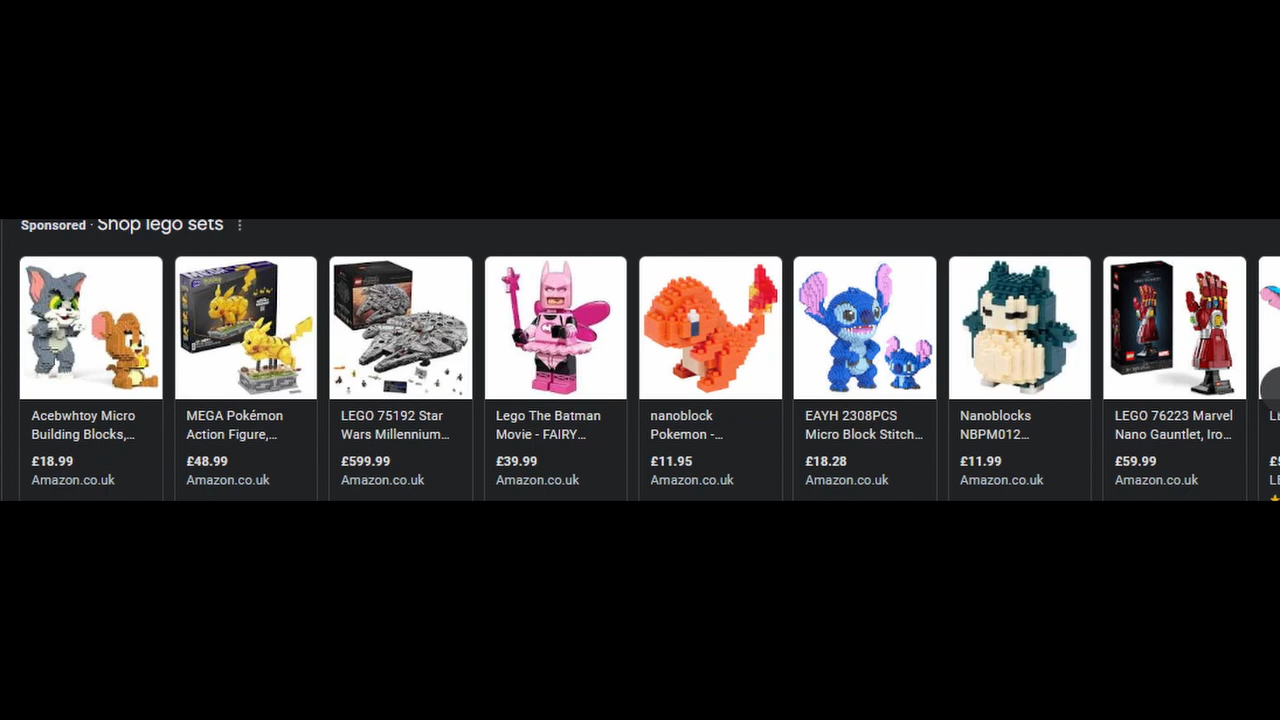 Sponsored · Shop lego sets
Acebwhtoy Micro
Building Blocks,...
£18.99
Amazon.co.uk
MEGA Pokémon
Action Figure,...
£48.99
Amazon.co.uk
LEGO 75192 Star
Wars Millennium...
£599.99
Amazon.co.uk
Lego The Batman
Movie - FAIRY...
£39.99
Amazon.co.uk
nanoblock
Pokemon -...
£11.95
Amazon.co.uk
EAYH 2308PCS
Micro Block Stitch...
£18.28
Amazon.co.uk
Nanoblocks
NBPM012...
£11.99
Amazon.co.uk
LEGO 76223 Marvel
Nano Gauntlet, Iro...
£59.99
Amazon.co.uk